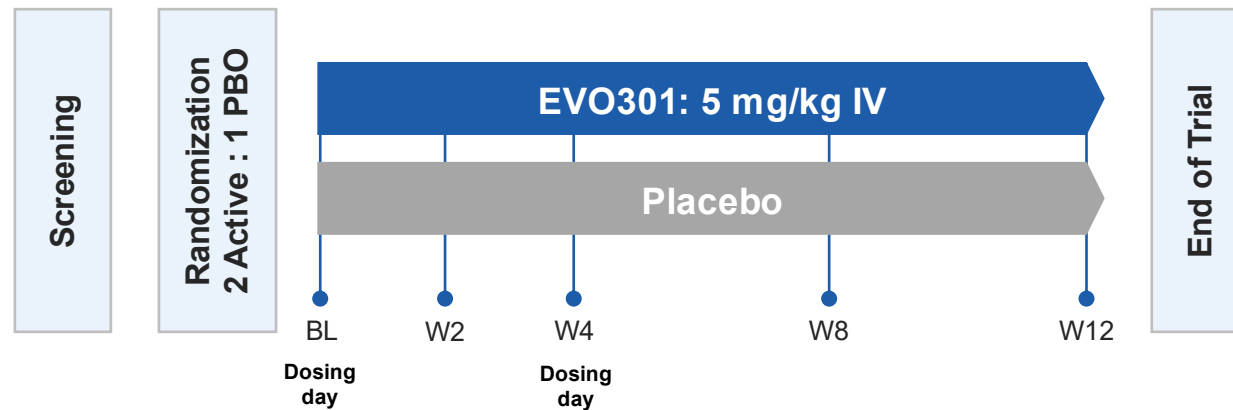 Screening
Randomization
2 Active : 1 PBO
EVO301: 5 mg/kg IV
Placebo
BL
W2
W4
W8
W12
Dosing
day
Dosing
day
End of Trial